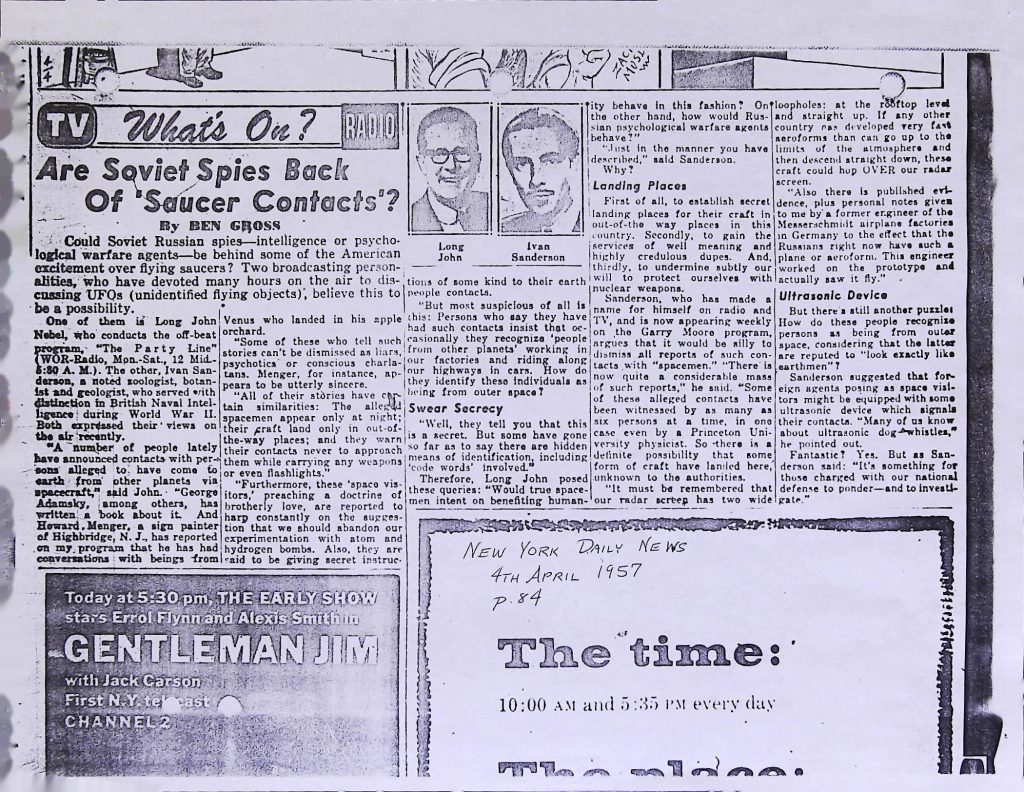 TV What's On? RADIO
Are Soviet Spies Back
Of 'Saucer Contacts'?
By BEN GROSS
Could Soviet Russian spies—intelligence or psycho-
logical warfare agents—be behind some of the American
excitement over flying saucers? Two broadcasting person-
alities, who have devoted many hours on the air to dis-
cussing UFOs (unidentified flying objects), believe this to
be a possibility.
One of them is Long John
Nebel, who conducts the off-beat
program, "The Party Line"
(WOR-Radio, Mon.-Sat., 12 Mid.-
5:30 A. M.). The other, Ivan San-
derson, a noted zoologist, botan-
ist and geologist, who served with
distinction in British Naval Intel-
ligence during World War II.
Both expressed their views on
the air recently.
"A number of people lately
have announced contacts with per-
sons alleged to have come to
earth from other planets via
spacecraft," said John. "George
Adamsky, among others, has
written a book about it. And
Howard Menger, a sign painter
of Highbridge, N. J., has reported
on my program that he has had
conversations with beings from
Venus who landed in his apple
orchard.
"Some of those who tell such
stories can't be dismissed as liars,
psychotics or conscious charla-
tans. Menger, for instance, ap-
pears to be utterly sincere.
"All of their stories have cer-
tain similarities: The alleged
spacemen appear only at night;
their craft land only in out-of-
the-way places; and they warn
their contacts never to approach
them while carrying any weapons
or even flashlights."
"Furthermore, these 'space vis-
itors,' preaching a doctrine of
brotherly love, are reported to
harp constantly on the sugges-
tion that we should abandon our
experimentation with atom and
hydrogen bombs. Also, they are
said to be giving secret instruc-
Long
John
Ivan
Sanderson
tions of some kind to their earth
people contacts.
"But most suspicious of all is
this: Persons who say they have
had such contacts insist that oc-
casionally they recognize 'people
from other planets' working in
our factories and riding along
our highways in cars. How do
they identify these individuals as
being from outer space?
Swear Secrecy
"Well, they tell you that this
is a secret. But some have gone
so far as to say there are hidden
means of identification, including
'code words' involved."
Therefore, Long John posed
these queries: "Would true space-
men intent on benefiting human-
ity behave in this fashion? On
the other hand, how would Rus-
sian psychological warfare agents
behave?"
"Just in the manner you have
described," said Sanderson.
Why?
Landing Places
First of all, to establish secret
landing places for their craft in
out-of-the way places in this
country. Secondly, to gain the
services of well meaning and
highly credulous dupes. And,
thirdly, to undermine subtly our
will to protect ourselves with
nuclear weapons.
Sanderson, who has made a
name for himself on radio and
TV, and is now appearing weekly
on the Garry Moore program,
argues that it would be silly to
dismiss all reports of such con-
tacts with "spacemen." "There is
now quite a considerable mass
of such reports," he said. "Some
of these alleged contacts have
been witnessed by as many as
six persons at a time, in one
case even by a Princeton Uni-
versity physicist. So there is a
definite possibility that some
form of craft have landed here,
unknown to the authorities.
"It must be remembered that
our radar screen has two wide
loopholes: at the rooftop level
and straight up. If any other
country has developed very fast
aeroforms than can go up to the
limits of the atmosphere and
then descend straight down, these
craft could hop OVER our radar
screen.
"Also there is published evi-
dence, plus personal notes given
to me by a former engineer of the
Messerschmidt airplane factories
in Germany to the effect that the
Russians right now have such a
plane or aeroform. This engineer
worked on the prototype and
actually saw it fly."
Ultrasonic Device
But there's still another puzzle:
How do these people recognize
persons as being from outer
space, considering that the latter
are reputed to "look exactly like
earthmen"?
Sanderson suggested that for-
eign agents posing as space visi-
tors might be equipped with some
ultrasonic device which signals
their contacts. "Many of us know
about ultrasonic dog whistles,"
he pointed out.
Fantastic? Yes. But as San-
derson said: "It's something for
those charged with our national
defense to ponder—and to investi-
gate."
Today at 5:30 pm, THE EARLY SHOW
stars Errol Flynn and Alexis Smith in
GENTLEMAN JIM
with Jack Carson
First N.Y. telecast
CHANNEL 2
NEW YORK DAILY NEWS
4TH APRIL 1957
p.84
The time:
10:00 AM and 5:35 PM every day
The place: